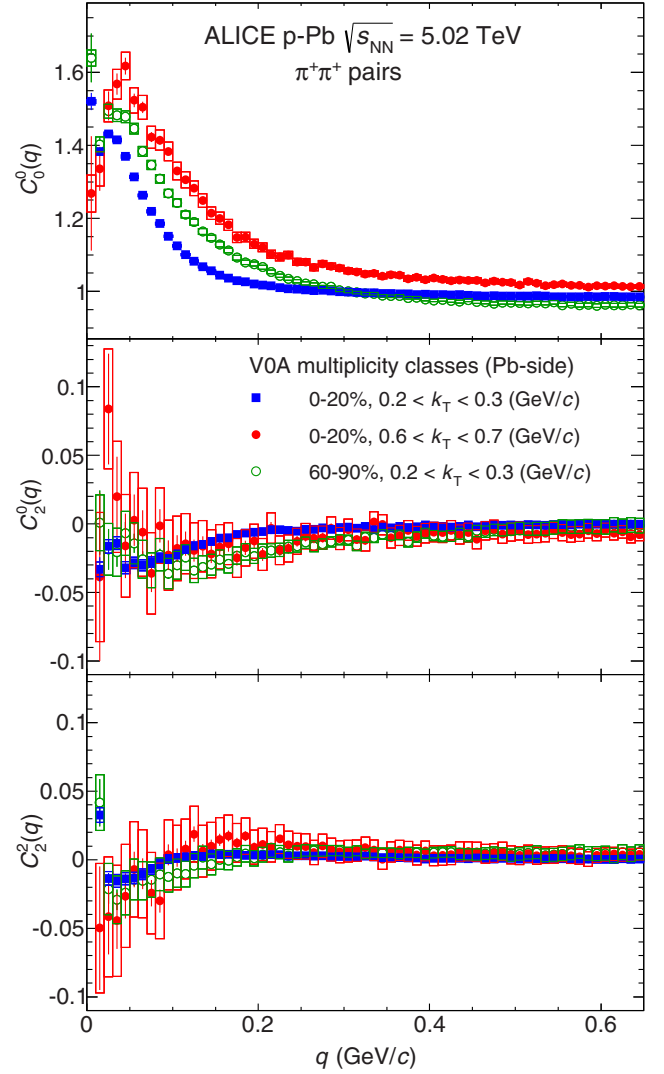 ALICE p-Pb √s_NN = 5.02 TeV
π⁺π⁺ pairs
C₀⁰(q)
1.6
1.4
1.2
1
V0A multiplicity classes (Pb-side)
0-20%, 0.2 < k_T < 0.3 (GeV/c)
0-20%, 0.6 < k_T < 0.7 (GeV/c)
60-90%, 0.2 < k_T < 0.3 (GeV/c)
C₂⁰(q)
0.1
0.05
0
-0.05
-0.1
C₂²(q)
0.1
0.05
0
-0.05
-0.1
0 0.2 0.4 0.6
q (GeV/c)